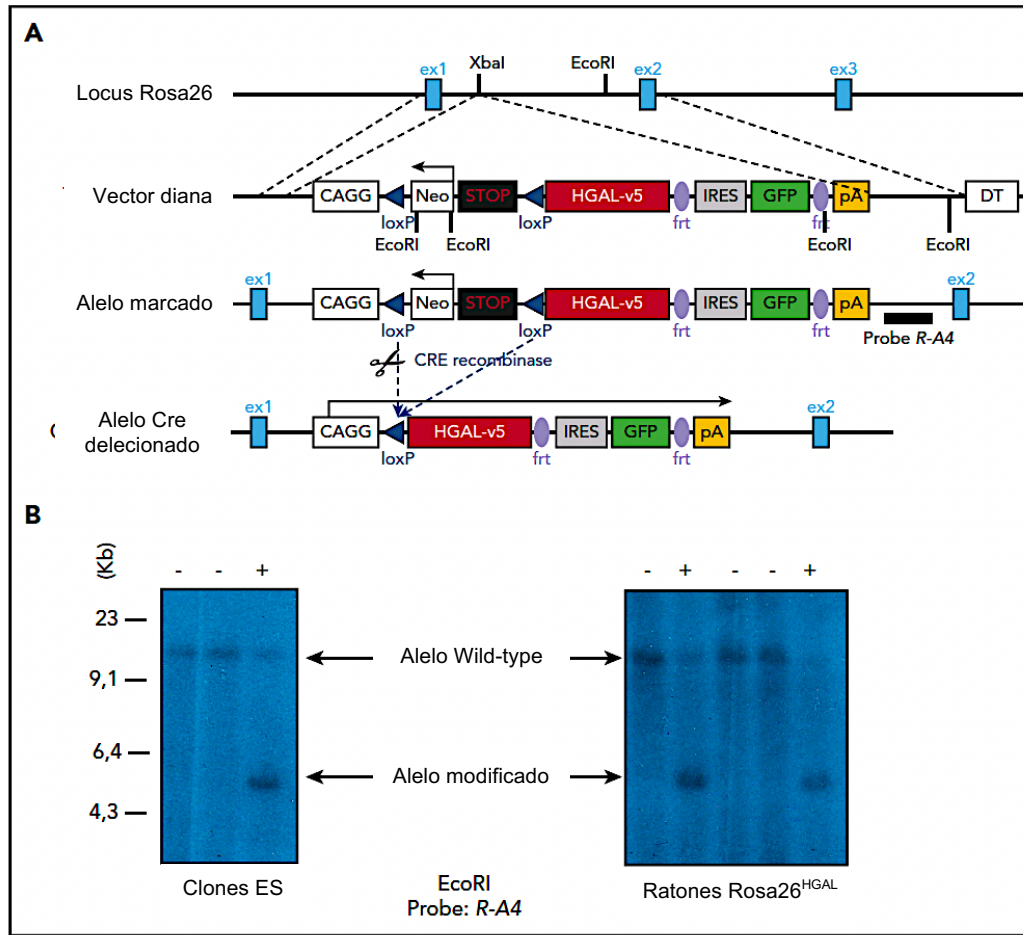 A
Locus Rosa26
ex1
XbaI
EcoRI
ex2
ex3
Vector diana
CAGG
loxP
Neo
STOP
loxP
HGAL-v5
frt
IRES
GFP
frt
pA
DT
EcoRI
EcoRI
EcoRI
EcoRI
Alelo marcado
ex1
CAGG
loxP
Neo
STOP
loxP
HGAL-v5
frt
IRES
GFP
frt
pA
ex2
Probe R-A4
CRE recombinase
Alelo Cre
delecionado
ex1
CAGG
loxP
HGAL-v5
frt
IRES
GFP
frt
pA
ex2
B
(Kb)
- - +
- + - - +
23
9,1
6,4
4,3
Alelo Wild-type
Alelo modificado
Clones ES
EcoRI
Probe: R-A4
Ratones Rosa26HGAL